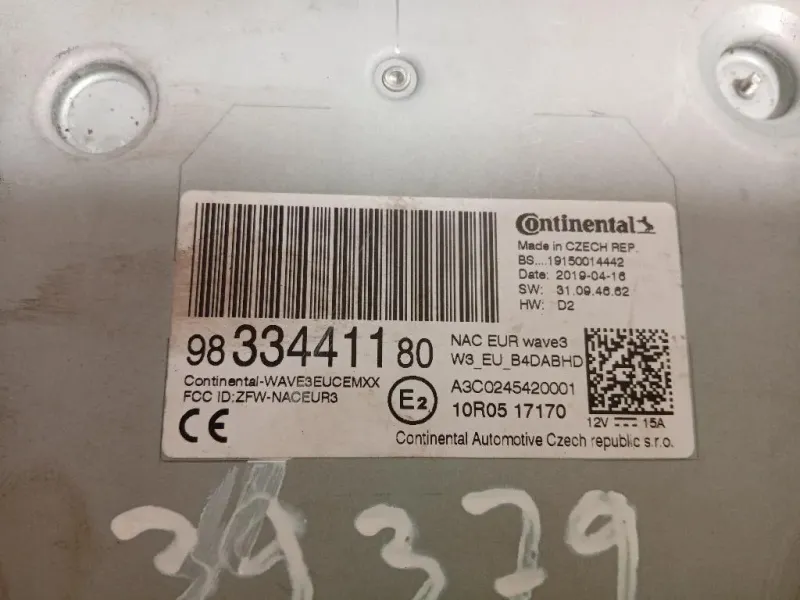 Continental
Made in CZECH REP.
BS....19150014442
Date: 2019-04-16
SW: 31.09.46.62
HW: D2
98 33441180
NAC EUR wave3
W3_EU_B4DABHD
Continental-WAVE3EUCEMXX
FCC ID:ZFW-NACEUR3
CE
E2
A3C0245420001
10R05 17170
12V 15A
Continental Automotive Czech republic s.r.o.
39379